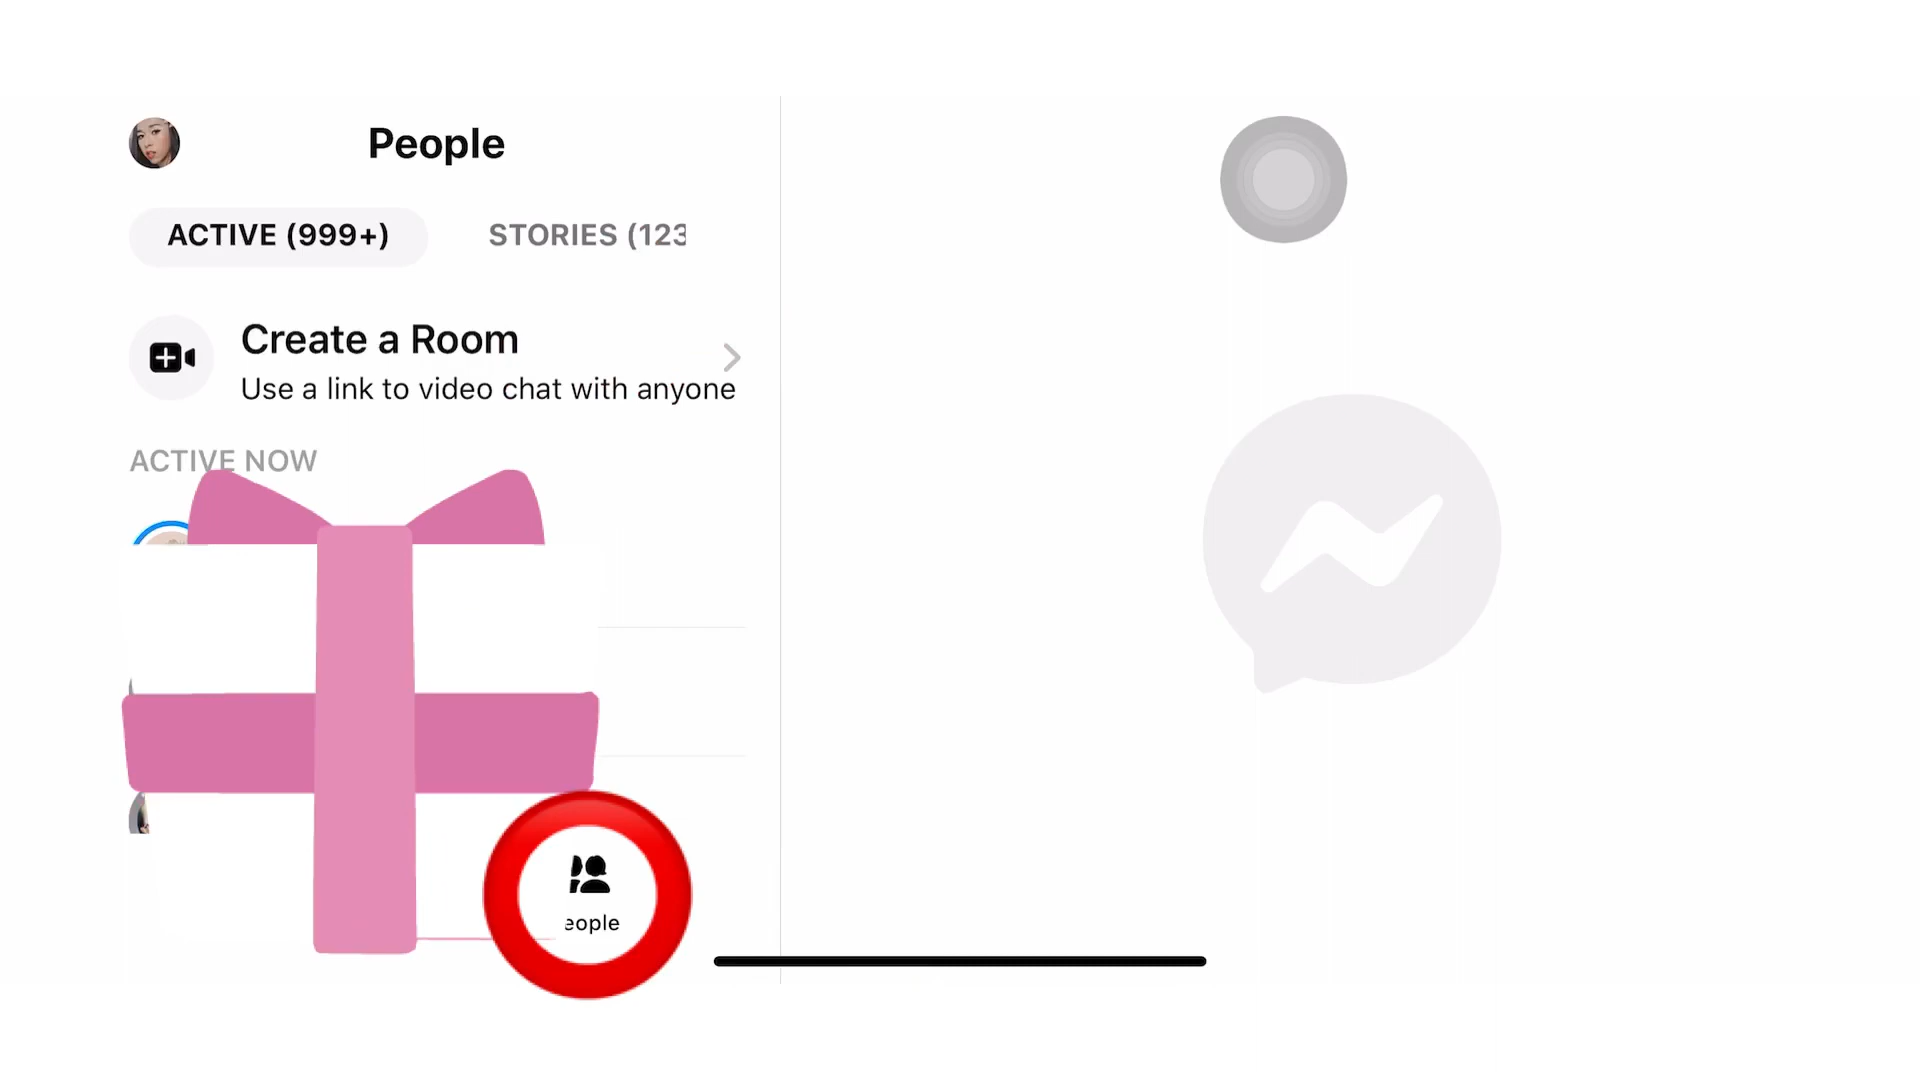 People
ACTIVE (999+)
STORIES (123
Create a Room
Use a link to video chat with anyone
ACTIVE NOW
eople